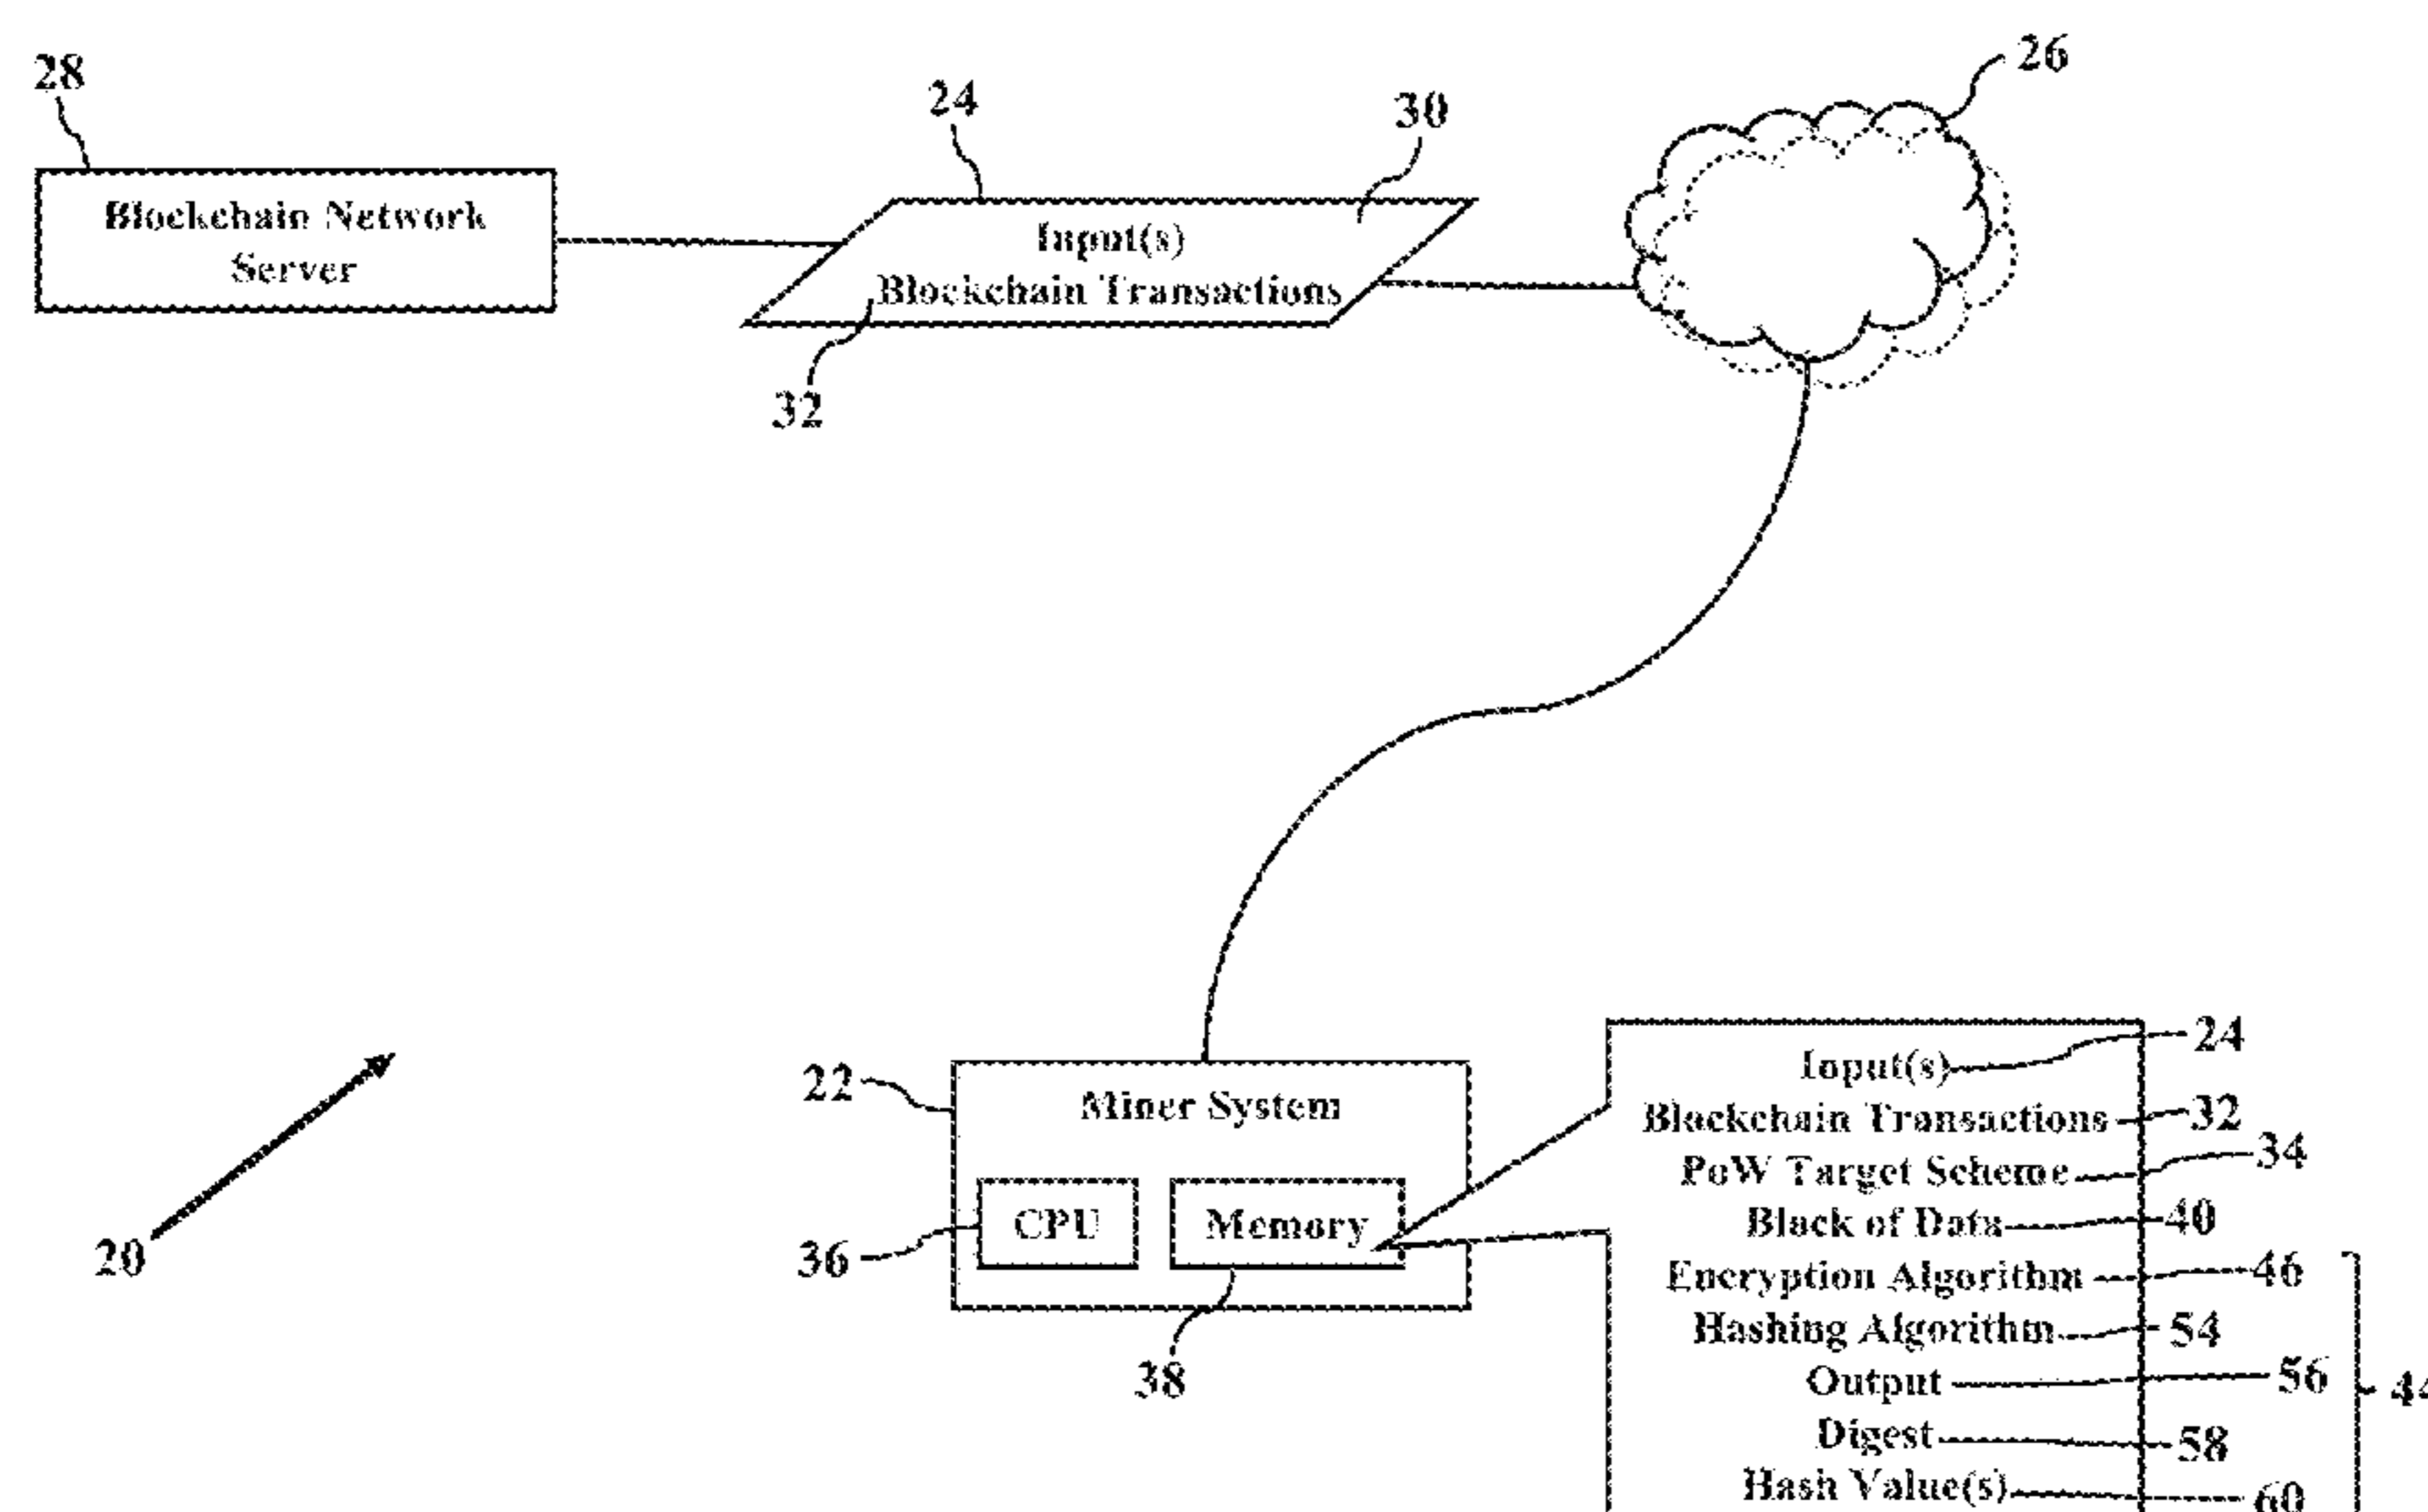 28
24
30
26
Blockchain Network
Server
Input(s)
Blockchain Transactions
32
22
Miner System
CPU
Memory
36
38
20
Input(s) 24
Blockchain Transactions 32
PoW Target Scheme 34
Block of Data 40
Encryption Algorithm 46
Hashing Algorithm 54
Output 56
44
Digest 58
Hash Value(s) 60